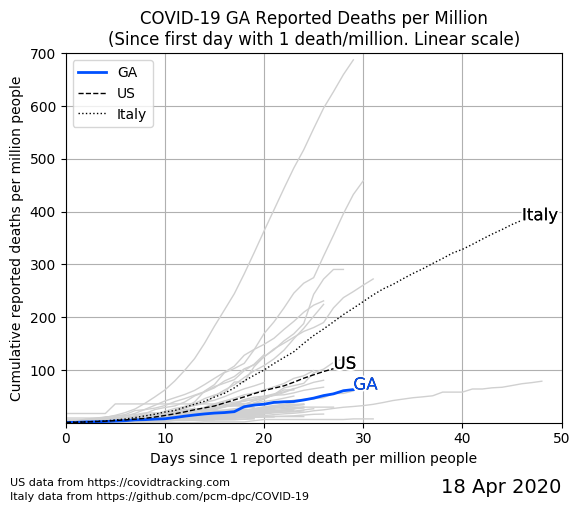 COVID-19 GA Reported Deaths per Million
(Since first day with 1 death/million. Linear scale)
700
600
500
400
300
200
100
0
10
20
30
40
50
Cumulative reported deaths per million people
Days since 1 reported death per million people
GA
US
Italy
Italy
US
GA
US data from https://covidtracking.com
Italy data from https://github.com/pcm-dpc/COVID-19
18 Apr 2020